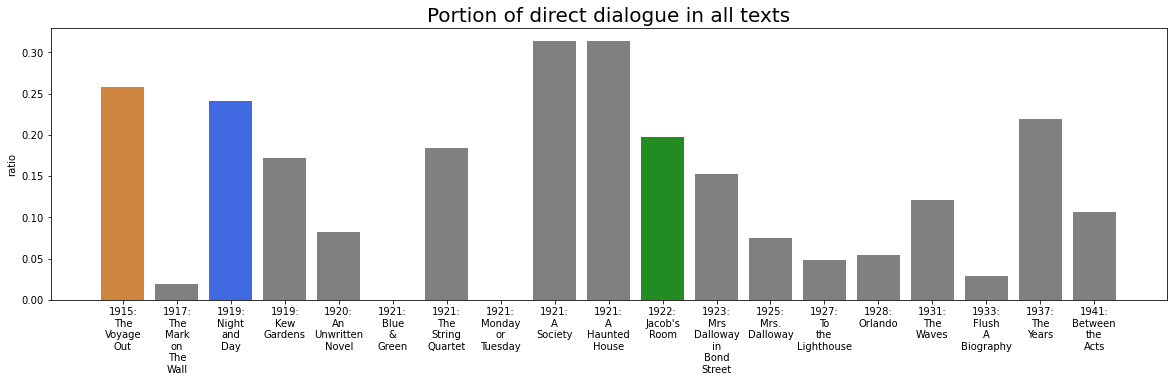 Portion of direct dialogue in all texts
ratio
0.30
0.25
0.20
0.15
0.10
0.05
0.00
1915:
The
Voyage
Out
1917:
The
Mark
on
The
Wall
1919:
Night
and
Day
1919:
Kew
Gardens
1920:
An
Unwritten
Novel
1921:
Blue
&
Green
1921:
The
String
Quartet
1921:
Monday
or
Tuesday
1921:
A
Society
1921:
A
Haunted
House
1922:
Jacob's
Room
1923:
Mrs
Dalloway
in
Bond
Street
1925:
Mrs.
Dalloway
1927:
To
the
Lighthouse
1928:
Orlando
1931:
The
Waves
1933:
Flush
A
Biography
1937:
The
Years
1941:
Between
the
Acts